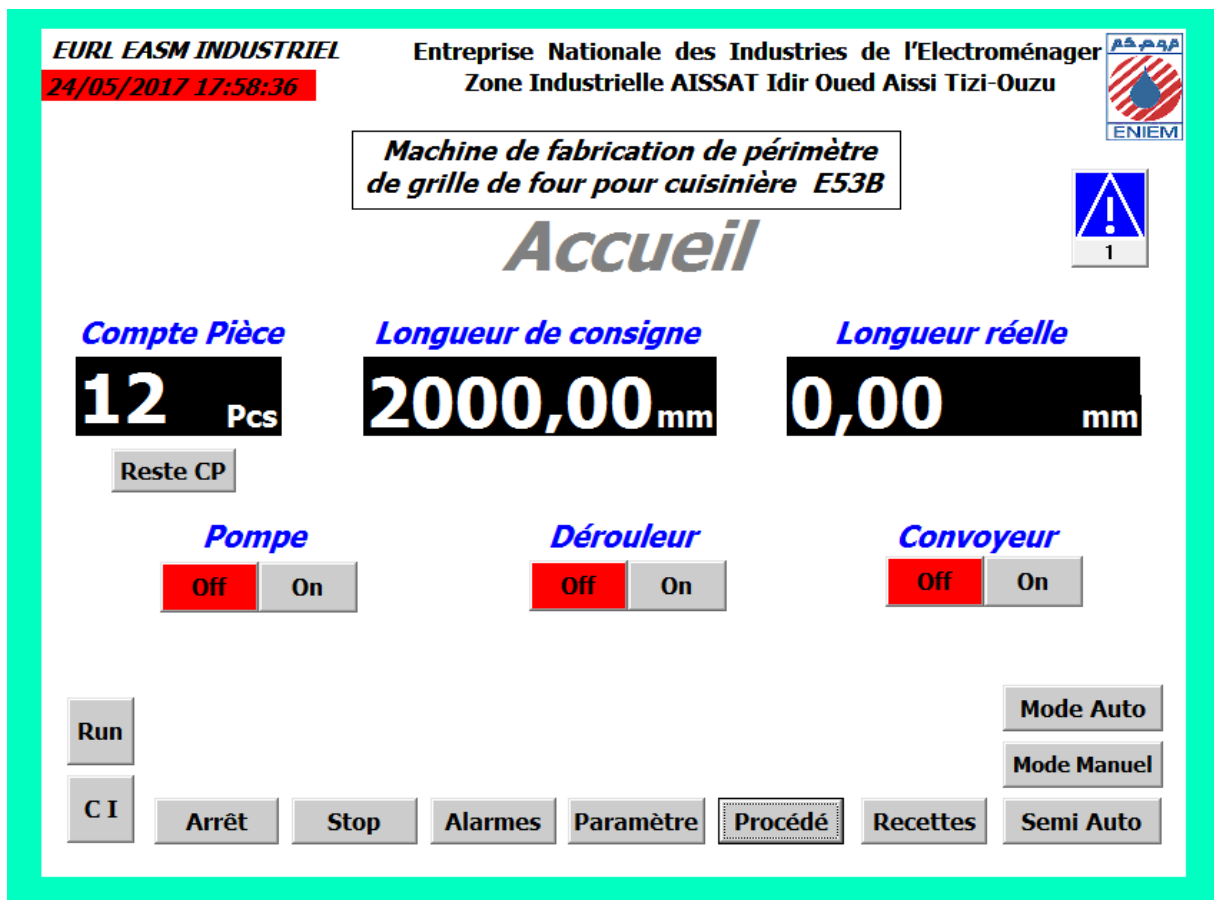 EURL EASM INDUSTRIEL
24/05/2017 17:58:36
Entreprise Nationale des Industries de l'Electroménager
Zone Industrielle AISSAT Idir Oued Aissi Tizi-Ouzu
ENIEM
Machine de fabrication de périmètre
de grille de four pour cuisinière E53B
Accueil
!
1
Compte Pièce
12 Pcs
Reste CP
Longueur de consigne
2000,00 mm
Longueur réelle
0,00 mm
Pompe
Off On
Dérouleur
Off On
Convoyeur
Off On
Run
C I
Arrêt
Stop
Alarmes
Paramètre
Procédé
Recettes
Mode Auto
Mode Manuel
Semi Auto